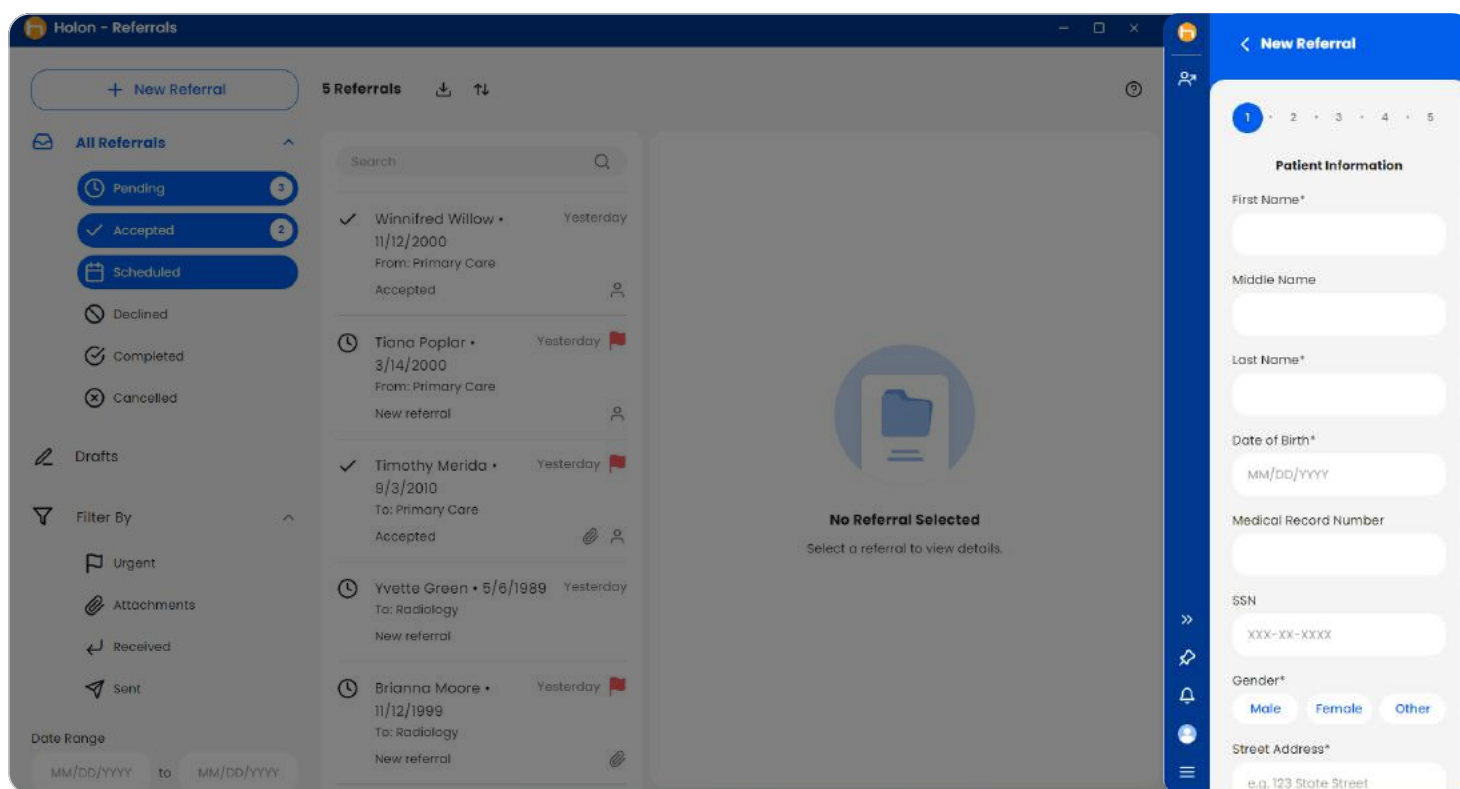 Holon - Referrals
+ New Referral
All Referrals
Pending 3
Accepted 2
Scheduled
Declined
Completed
Cancelled
Drafts
Filter By
Urgent
Attachments
Received
Sent
Date Range
MM/DD/YYYY to MM/DD/YYYY
5 Referrals
Search
Winnifred Willow • Yesterday
11/12/2000
From: Primary Care
Accepted
Tiana Poplar • Yesterday
3/14/2000
From: Primary Care
New referral
Timothy Merida • Yesterday
9/3/2010
To: Primary Care
Accepted
Yvette Green • 5/6/1989 Yesterday
To: Radiology
New referral
Brianna Moore • Yesterday
11/12/1999
To: Radiology
New referral
No Referral Selected
Select a referral to view details.
New Referral
1 • 2 • 3 • 4 • 5
Patient Information
First Name*
Middle Name
Last Name*
Date of Birth*
MM/DD/YYYY
Medical Record Number
SSN
XXX-XX-XXXX
Gender*
Male Female Other
Street Address*
e.g. 123 State Street